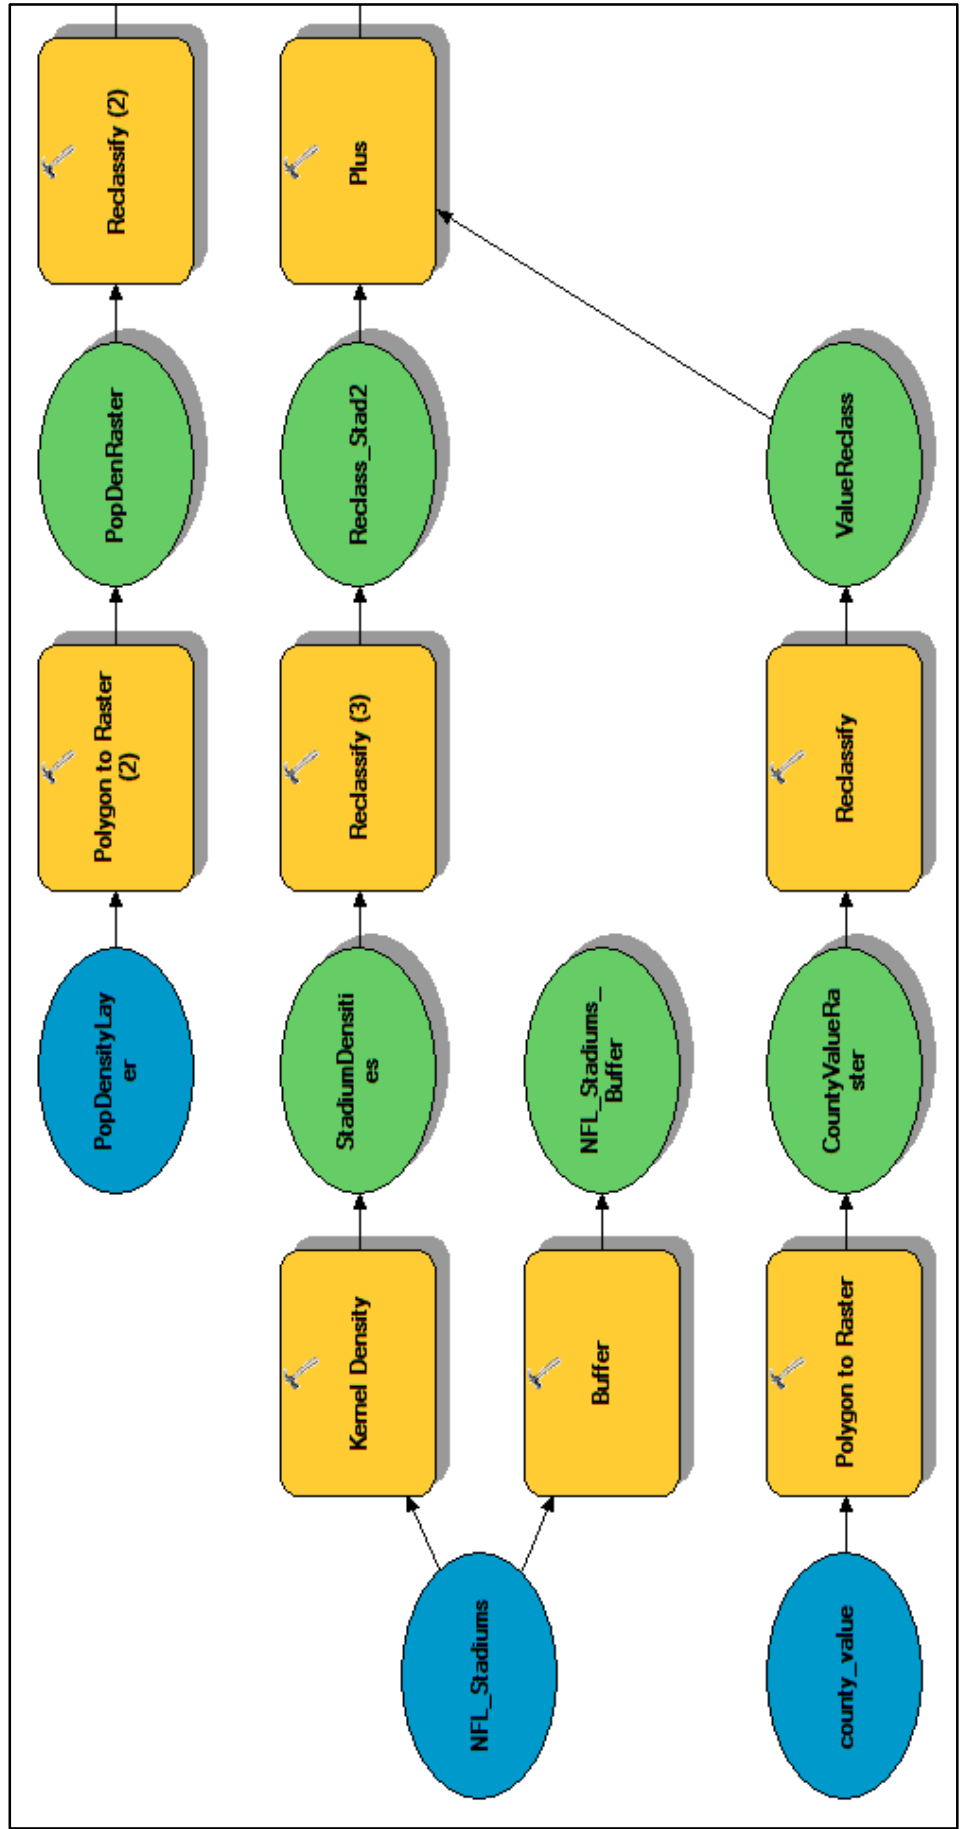 PopDensityLay
er
Polygon to Raster
(2)
PopDenRaster
Reclassify (2)
NFL_Stadiums
Kernel Density
StadiumDensiti
es
Reclassify (3)
Reclass_Stad2
Plus
Buffer
NFL_Stadiums_
Buffer
county_value
Polygon to Raster
CountyValueRa
ster
Reclassify
ValueReclass